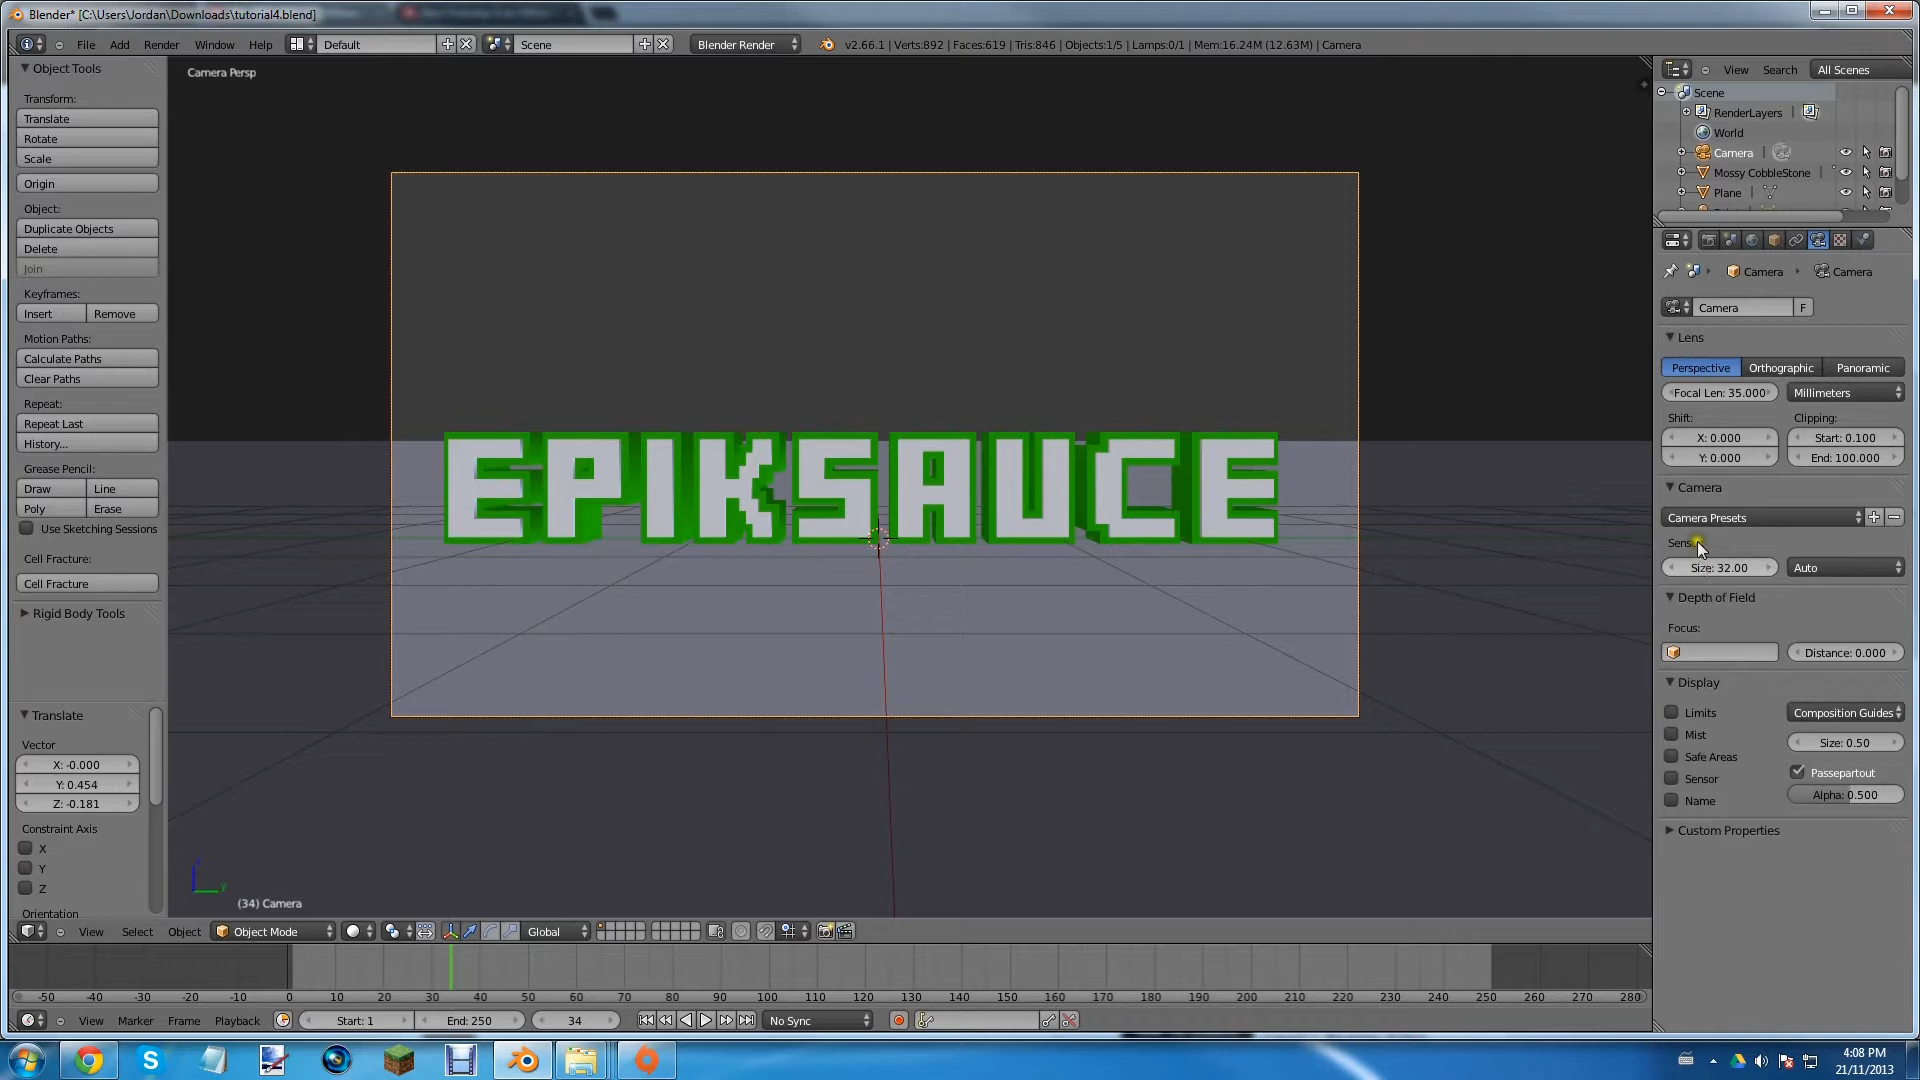 Blender* [C:\Users\Jordan\Downloads\tutorial4.blend]
File Add Render Window Help Default Scene Blender Render v2.66.1 | Verts:892 | Faces:619 | Tris:846 | Objects:1/5 | Lamps:0/1 | Mem:16.24M (12.63M) | Camera
Object Tools
Transform:
Translate
Rotate
Scale
Origin
Object:
Duplicate Objects
Delete
Join
Keyframes:
Insert Remove
Motion Paths:
Calculate Paths
Clear Paths
Repeat:
Repeat Last
History...
Grease Pencil:
Draw Line
Poly Erase
Use Sketching Sessions
Cell Fracture:
Cell Fracture
Rigid Body Tools
Translate
Vector
X: -0.000
Y: 0.454
Z: -0.181
Constraint Axis
X
Y
Z
Orientation
Camera Persp
EPIKSAUCE
(34) Camera
View Search All Scenes
Scene
RenderLayers
World
Camera
Mossy CobbleStone
Plane
Camera Camera
Camera F
Lens
Perspective Orthographic Panoramic
Focal Len: 35.000 Millimeters
Shift: Clipping:
X: 0.000 Start: 0.100
Y: 0.000 End: 100.000
Camera
Camera Presets
Size: 32.00 Auto
Depth of Field
Focus:
Distance: 0.000
Display
Limits Composition Guides
Mist Size: 0.50
Safe Areas
Sensor Passepartout
Name Alpha: 0.500
Custom Properties
View Select Object Object Mode Global
-50 -40 -30 -20 -10 0 10 20 30 40 50 60 70 80 90 100 110 120 130 140 150 160 170 180 190 200 210 220 230 240 250 260 270 280
View Marker Frame Playback Start: 1 End: 250 34 No Sync
4:08 PM
21/11/2013